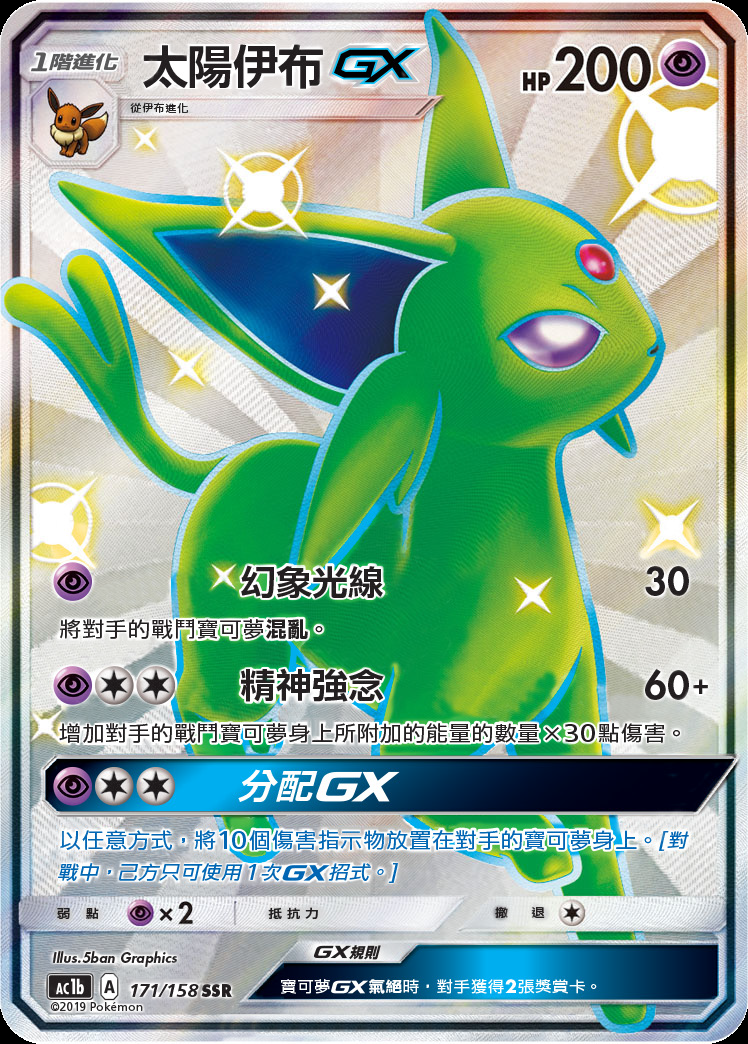 1階進化 太陽伊布GX HP200
從伊布進化
幻象光線 30
將對手的戰鬥寶可夢混亂。
精神強念 60+
增加對手的戰鬥寶可夢身上所附加的能量的數量×30點傷害。
分配GX
以任意方式，將10個傷害指示物放置在對手的寶可夢身上。[對
戰中，己方只可使用1次GX招式。]
弱點 ×2 抵抗力 撤退
Illus.5ban Graphics GX規則
AC1b A 171/158 SSR 寶可夢GX氣絕時，對手獲得2張獎賞卡。
©2019 Pokémon